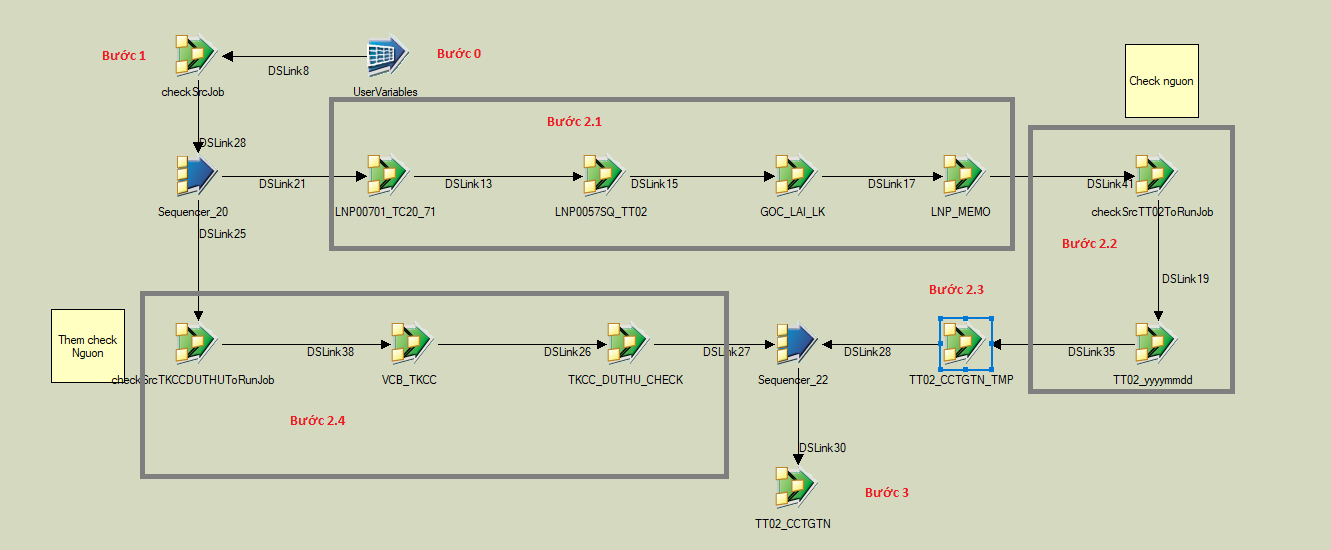 Bước 1
Bước 0
DSLink8
Check nguon
checkSrcJob
UserVariables
Bước 2.1
DSLink28
DSLink21
DSLink13
DSLink15
DSLink17
DSLink41
Sequencer_20
LNP00701_TC20_71
LNP0057SQ_TT02
GOC_LAI_LK
LNP_MEMO
checkSrcTT02ToRunJob
DSLink25
Bước 2.2
DSLink19
Bước 2.3
Them check
Nguon
DSLink38
DSLink26
DSLink27
DSLink28
DSLink35
checkSrcTKCCDUTHUToRunJob
VCB_TKCC
TKCC_DUTHU_CHECK
Sequencer_22
TT02_CCTGTN_TMP
TT02_yyyymmdd
Bước 2.4
DSLink30
Bước 3
TT02_CCTGTN